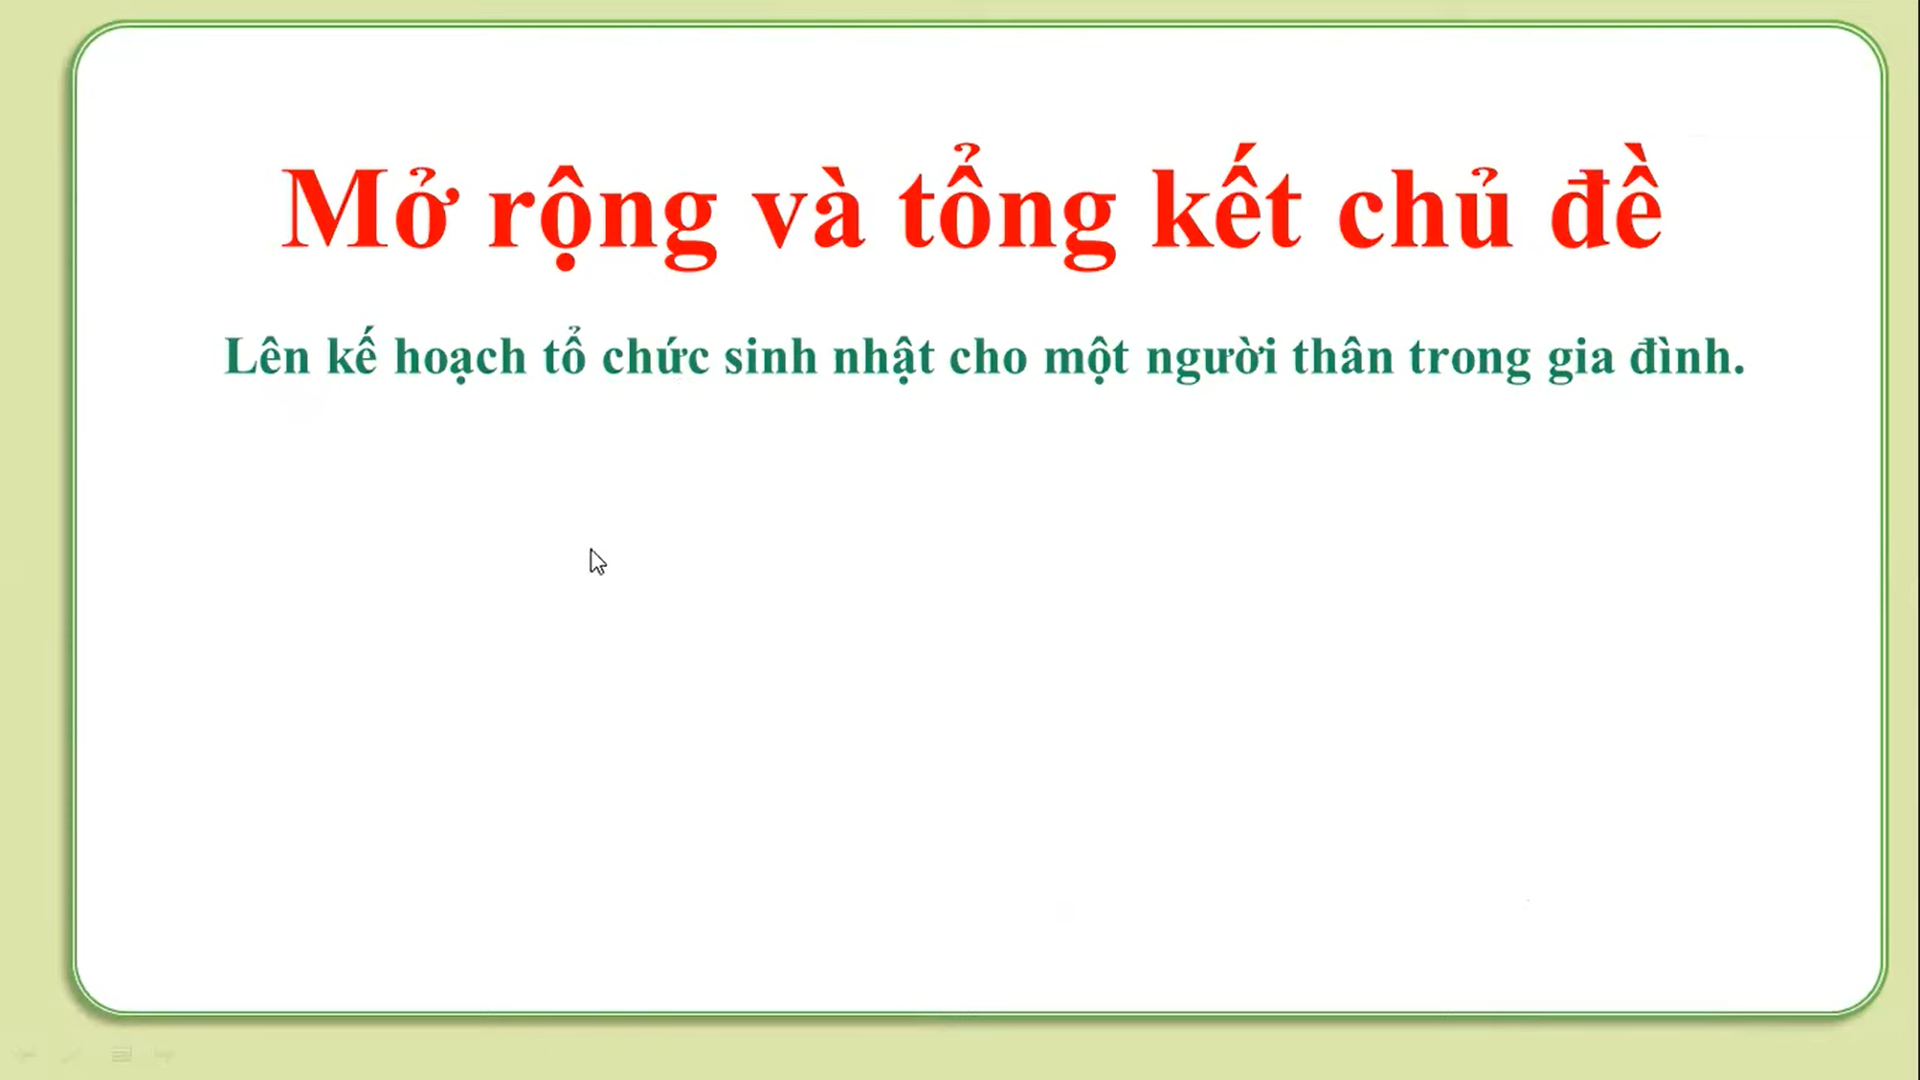 Mở rộng và tổng kết chủ đề
Lên kế hoạch tổ chức sinh nhật cho một người thân trong gia đình.